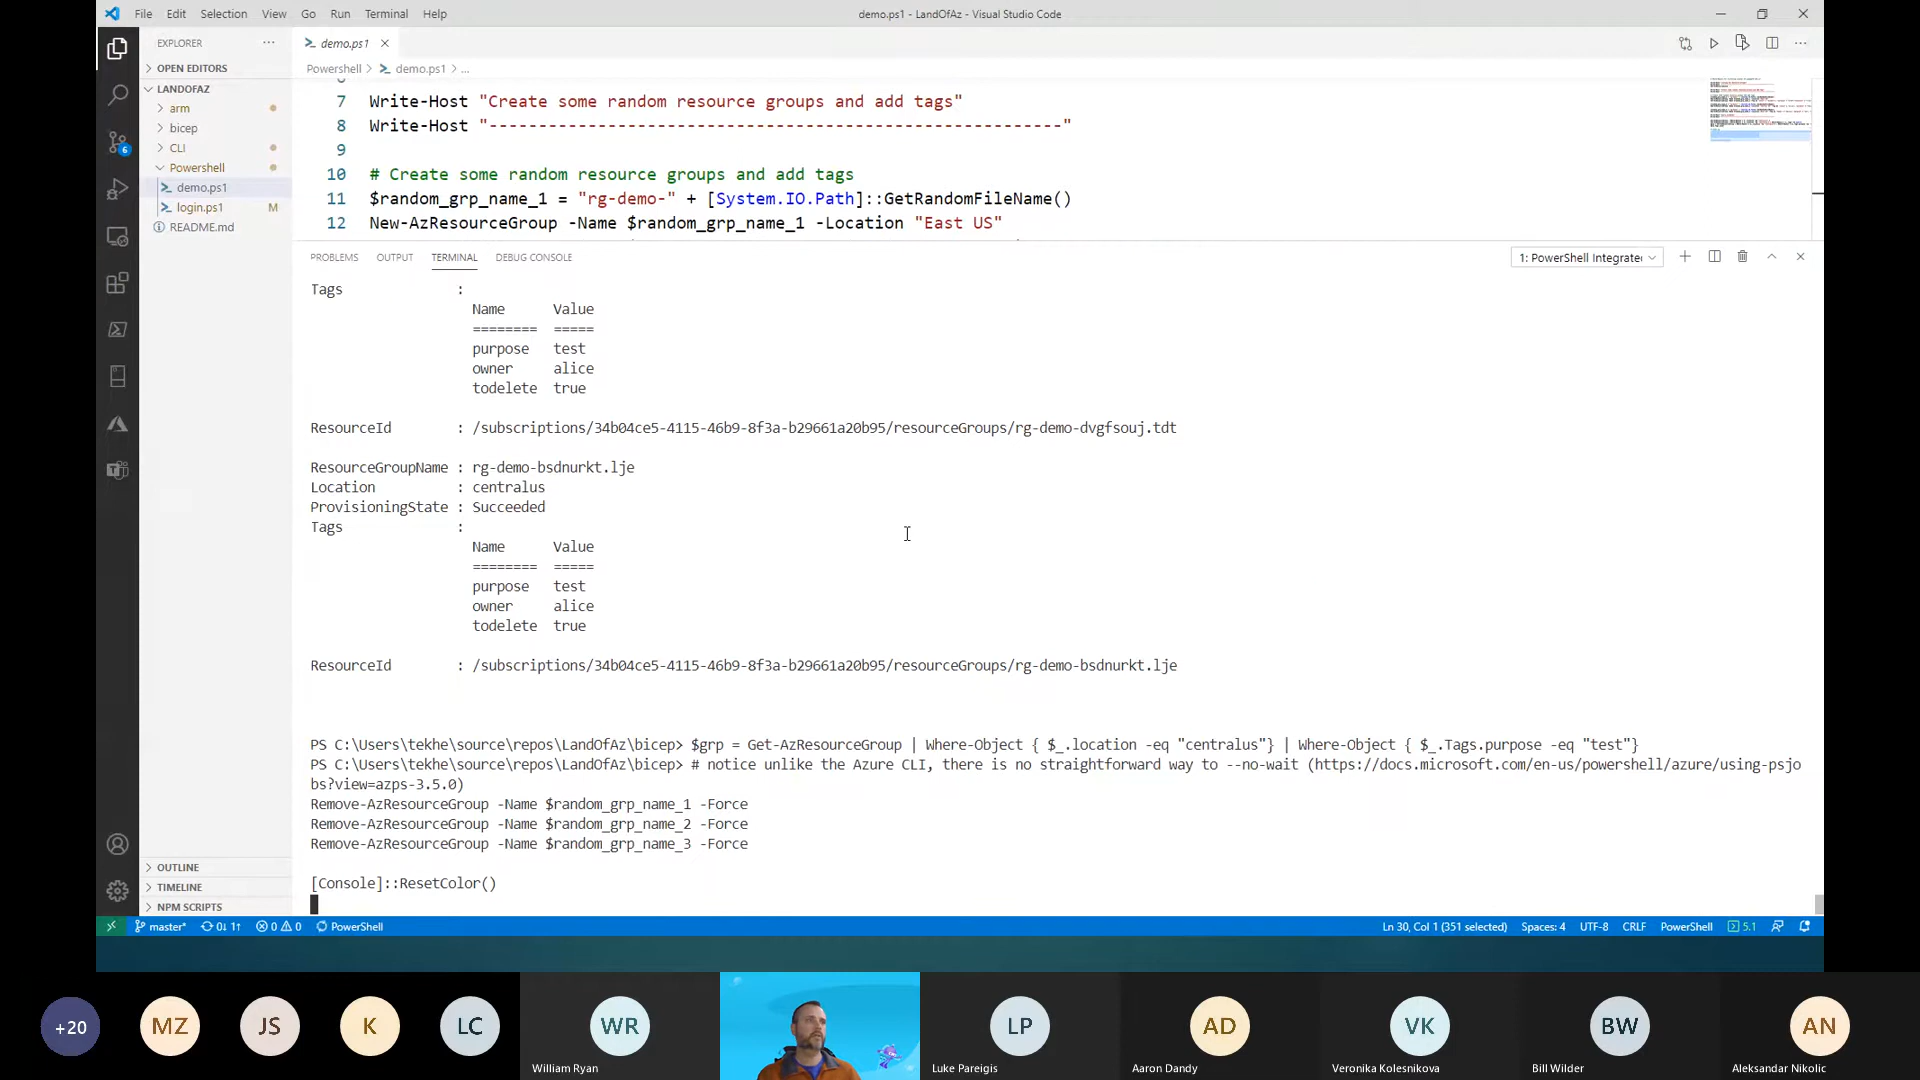 File Edit Selection View Go Run Terminal Help
demo.ps1 - LandOfAz - Visual Studio Code
EXPLORER
OPEN EDITORS
LANDOFAZ
arm
bicep
CLI
Powershell
demo.ps1
login.ps1 M
README.md
OUTLINE
TIMELINE
NPM SCRIPTS
6
demo.ps1
Powershell > demo.ps1 > ...
7 Write-Host "Create some random resource groups and add tags"
8 Write-Host "----------------------------------------------------------"
9
10 # Create some random resource groups and add tags
11 $random_grp_name_1 = "rg-demo-" + [System.IO.Path]::GetRandomFileName()
12 New-AzResourceGroup -Name $random_grp_name_1 -Location "East US"
PROBLEMS OUTPUT TERMINAL DEBUG CONSOLE
1: PowerShell Integrate
Tags :
Name Value
======== =====
purpose test
owner alice
todelete true
ResourceId : /subscriptions/34b04ce5-4115-46b9-8f3a-b29661a20b95/resourceGroups/rg-demo-dvgfsouj.tdt
ResourceGroupName : rg-demo-bsdnurkt.lje
Location : centralus
ProvisioningState : Succeeded
Tags :
Name Value
======== =====
purpose test
owner alice
todelete true
ResourceId : /subscriptions/34b04ce5-4115-46b9-8f3a-b29661a20b95/resourceGroups/rg-demo-bsdnurkt.lje
PS C:\Users\tekhe\source\repos\LandOfAz\bicep> $grp = Get-AzResourceGroup | Where-Object { $_.location -eq "centralus"} | Where-Object { $_.Tags.purpose -eq "test"}
PS C:\Users\tekhe\source\repos\LandOfAz\bicep> # notice unlike the Azure CLI, there is no straightforward way to --no-wait (https://docs.microsoft.com/en-us/powershell/azure/using-psjo
bs?view=azps-3.5.0)
Remove-AzResourceGroup -Name $random_grp_name_1 -Force
Remove-AzResourceGroup -Name $random_grp_name_2 -Force
Remove-AzResourceGroup -Name $random_grp_name_3 -Force
[Console]::ResetColor()
master* 0↓ 1↑ 0 0 PowerShell
Ln 30, Col 1 (351 selected) Spaces: 4 UTF-8 CRLF PowerShell 5.1
+20 MZ JS K LC WR LP AD VK BW AN
William Ryan Luke Pareigis Aaron Dandy Veronika Kolesnikova Bill Wilder Aleksandar Nikolic